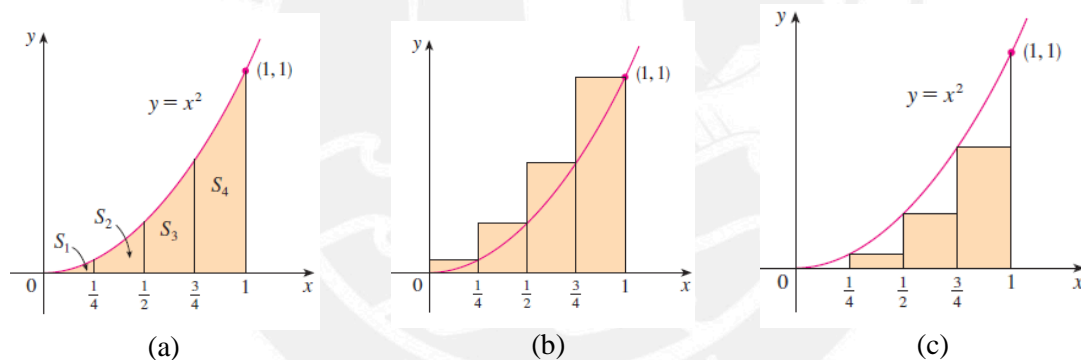 y
(1, 1)
y = x²
S₁
S₂
S₃
S₄
0
1/4
1/2
3/4
1
x
(a)
y
(1, 1)
0
1/4
1/2
3/4
1
x
(b)
y
(1, 1)
y = x²
0
1/4
1/2
3/4
1
x
(c)